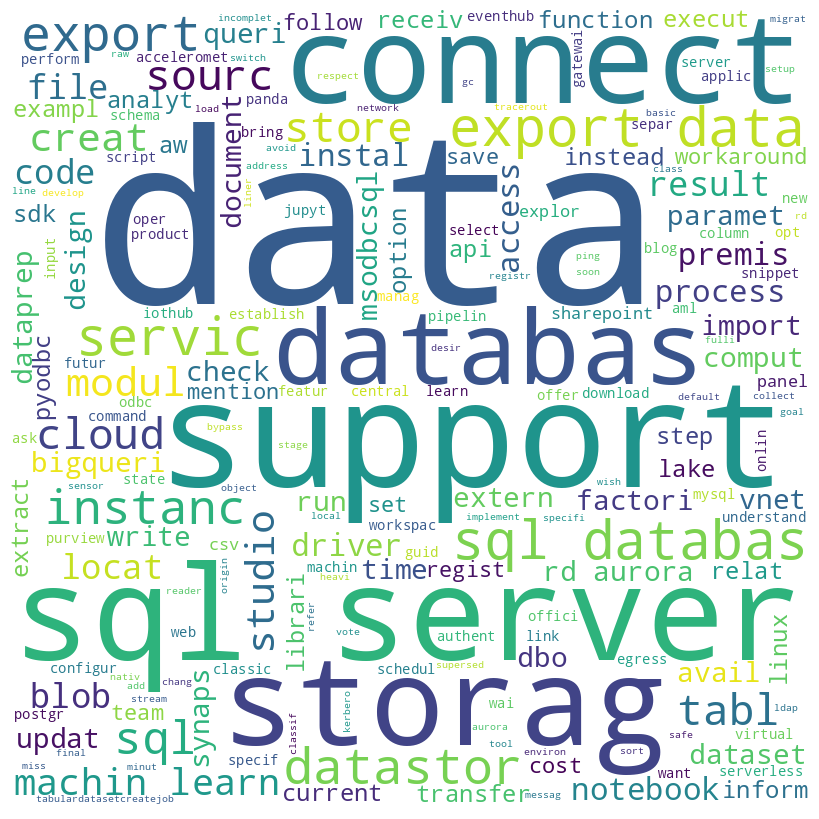 incomplet
follow
receiv
eventhub
function
execut
migrat
export
queri
connect
perform
raw
acceleromet
switch
respect
gc
gatewai
server
applic
setup
file
analyt
sourc
load
panda
tracerout
basic
exampl
schema
document
bring
network
store
export data
separ
creat
aw
script
avoid
instal
save
instead
workaround
code
address
access
class
line
develop
liner
data
result
sdk
design
oper
product
jupyt
msodbcsql
option
select
api
explor
paramet
new
rd
column
opt
input
ping
blog
premis
dataprep
soon
snippet
manag
registr
process
iothub
establish
pipelin
sharepoint
aml
import
servic
databas
fulli
futur
pyodbc
odbc
check
desir
comput
modul
mention
featur
central
learn
offer
download
default
panel
collect
command
support
goal
ask
cloud
bypass
wish
step
onlin
stage
bigqueri
state
lake
sensor
object
extract
instanc
run
set
extern
factori
mysql
vnet
local
implement
specifi
workspac
understand
purview
write
csv
studio
driver
guid
sql databas
origin
locat
machin
time
regist
rd aurora
relat
reader
heavi
librari
refer
sql
server
web
offici
linux
vote
authent
link
configur
classic
schedul
dbo
egress
nativ
chang
supersed
avail
add
blob
storag
stream
synaps
kerbero
postgr
team
wai
tabl
ldap
aurora
updat
sql
classif
virtual
final
tool
environ
sort
safe
miss
minut
specif
datastor
cost
want
dataset
serverless
machin learn
current
transfer
notebook
inform
tabulardatasetcreatejob
messag